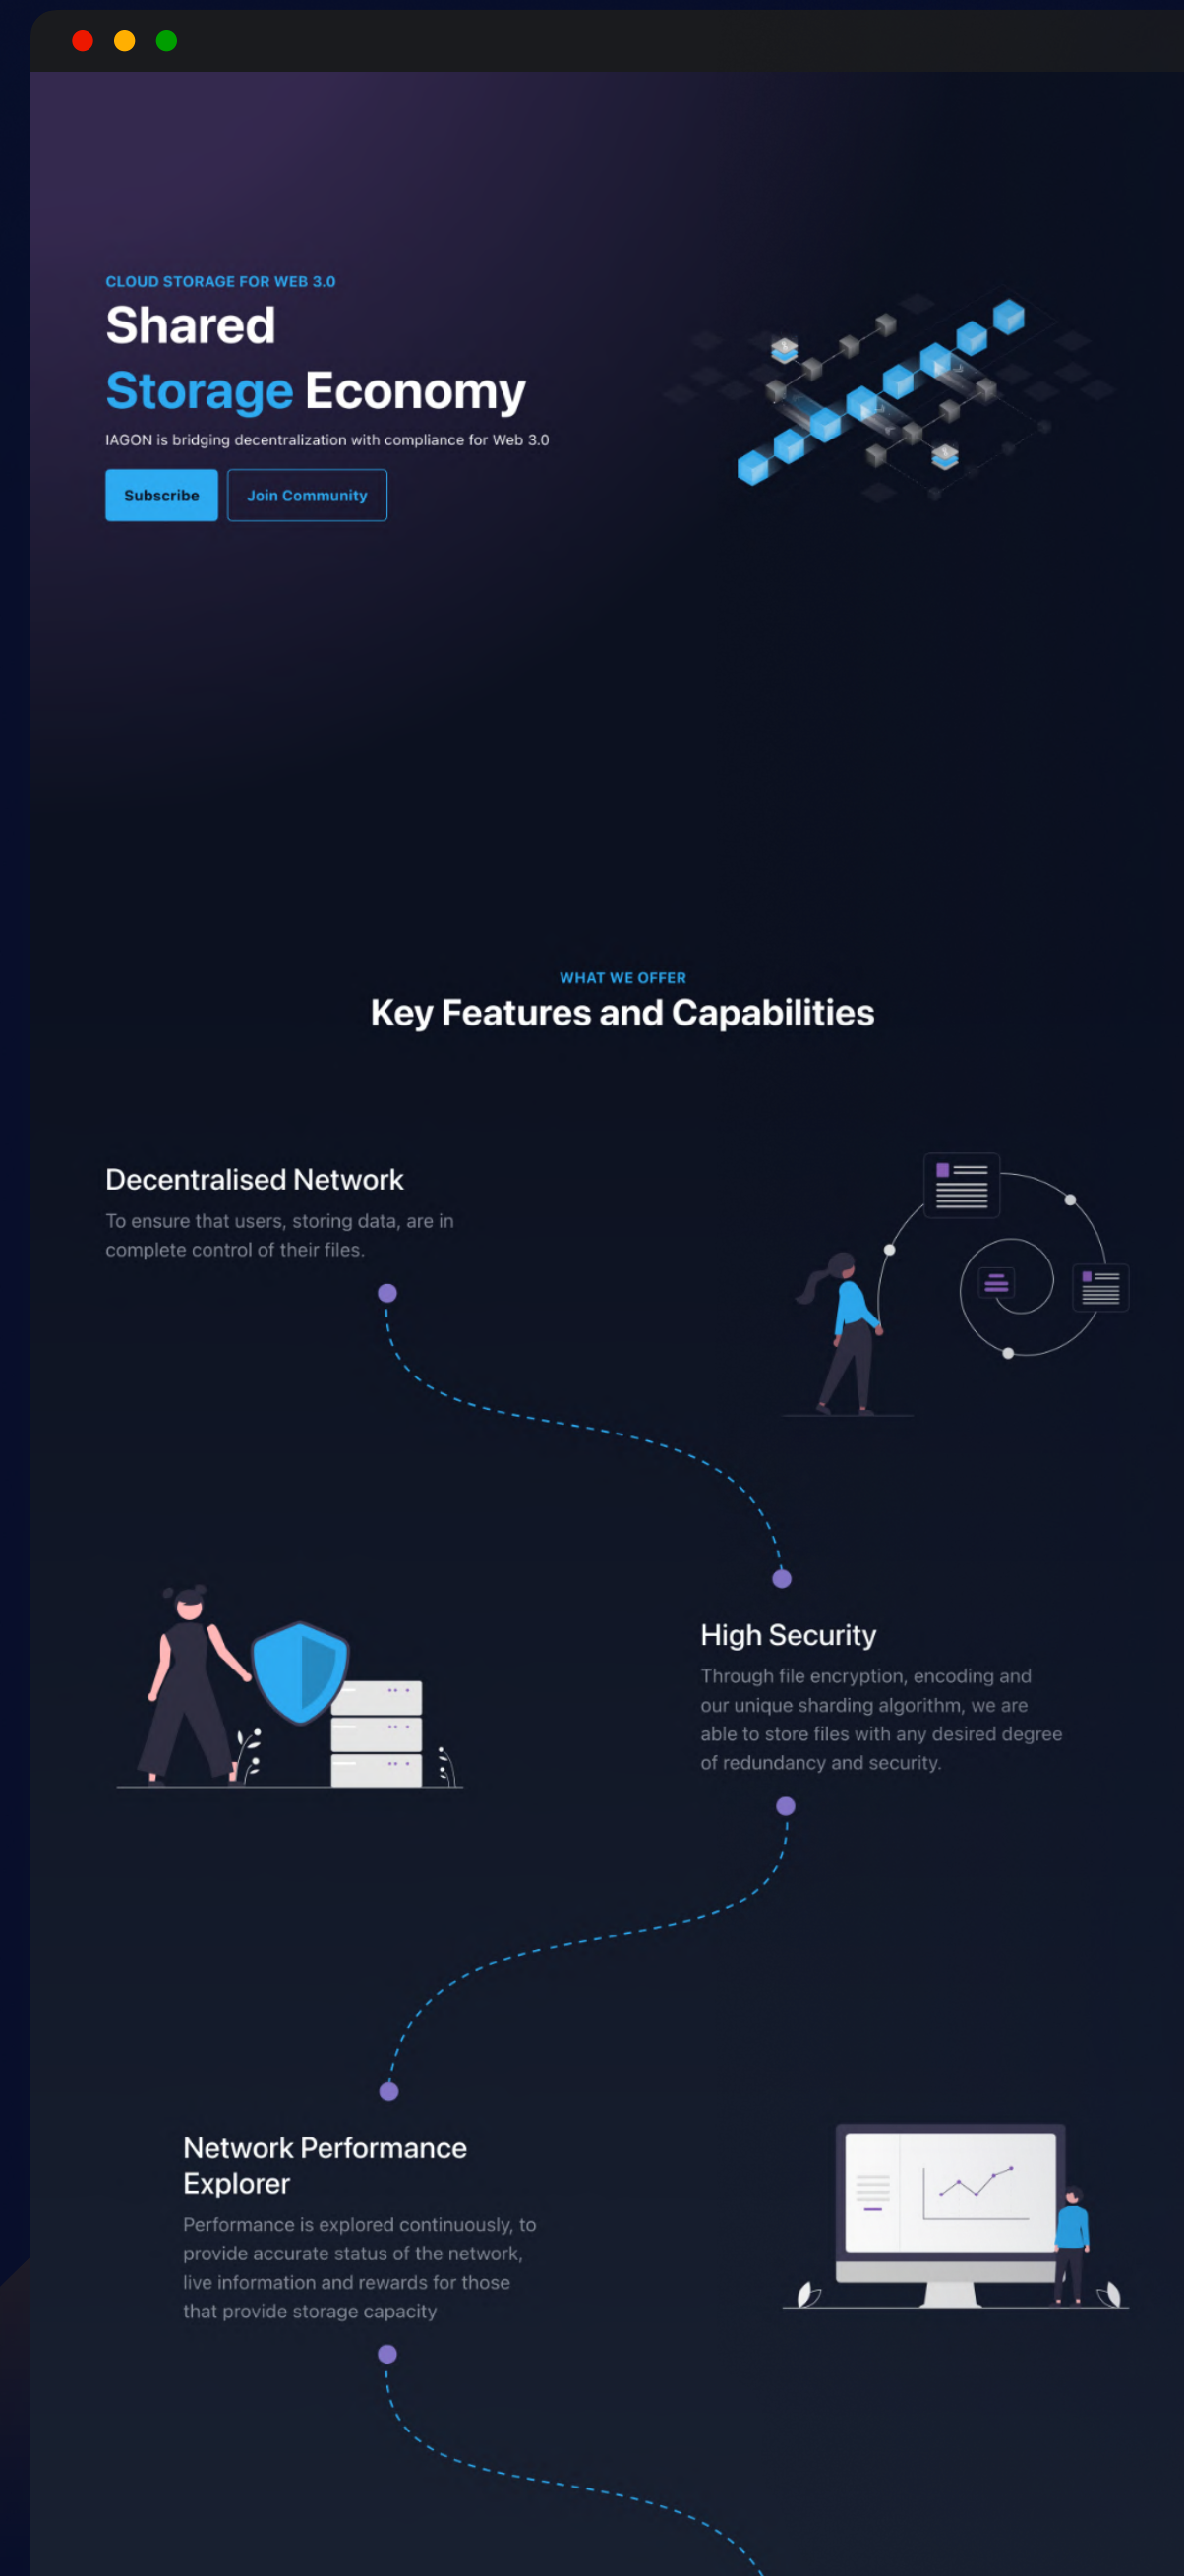 CLOUD STORAGE FOR WEB 3.0
Shared
Storage Economy
IAGON is bridging decentralization with compliance for Web 3.0
Subscribe Join Community
WHAT WE OFFER
Key Features and Capabilities
Decentralised Network
To ensure that users, storing data, are in
complete control of their files.
High Security
Through file encryption, encoding and
our unique sharding algorithm, we are
able to store files with any desired degree
of redundancy and security.
Network Performance
Explorer
Performance is explored continuously, to
provide accurate status of the network,
live information and rewards for those
that provide storage capacity